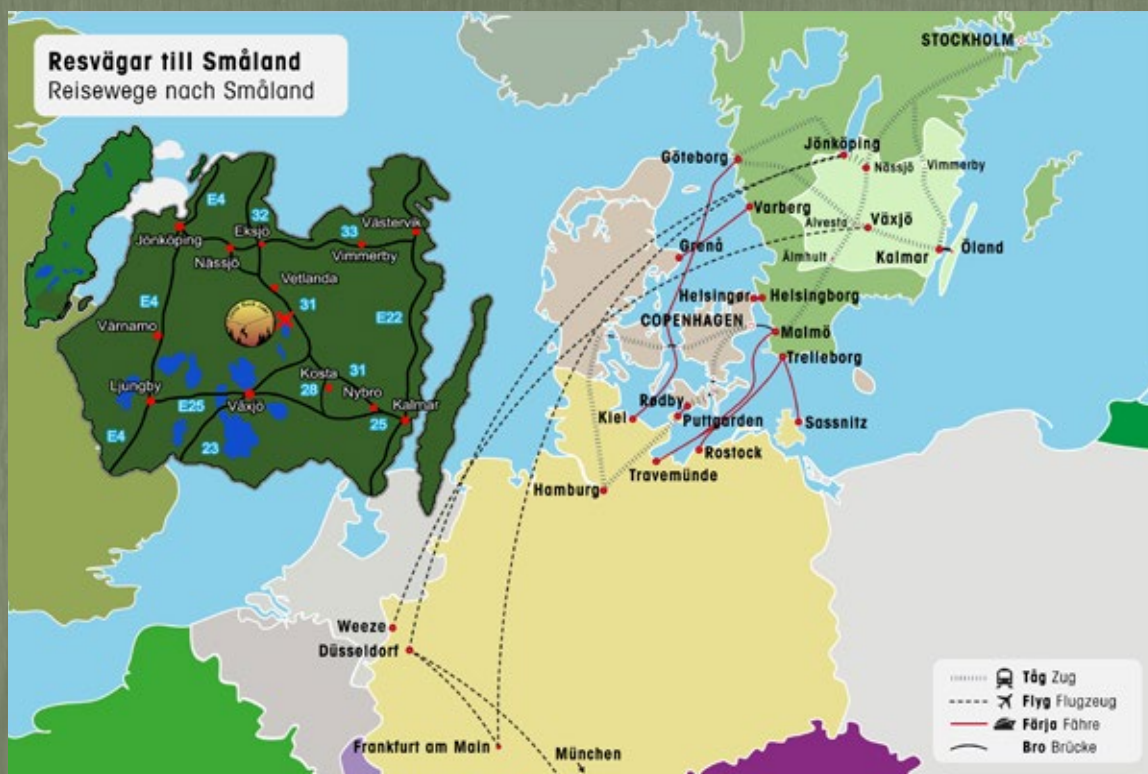 Resvägar till Småland
Reisewege nach Småland
STOCKHOLM
Göteborg
Jönköping
Nässjö
Vimmerby
Varberg
Alvesta
Växjö
Grenå
Älmhult
Kalmar
Öland
Helsingør
Helsingborg
COPENHAGEN
Malmö
Trelleborg
Rødby
Kiel
Puttgarden
Sassnitz
Rostock
Travemünde
Hamburg
Weeze
Düsseldorf
Frankfurt am Main
München
E4
32
Jönköping
Eksjö
33
Västervik
Nässjö
Vimmerby
Vetlanda
E4
31
E22
Värnamo
Kosta
31
Ljungby
28
Nybro
E25
Växjö
Kalmar
25
E4
23
Tåg Zug
Flyg Flugzeug
Färja Fähre
Bro Brücke